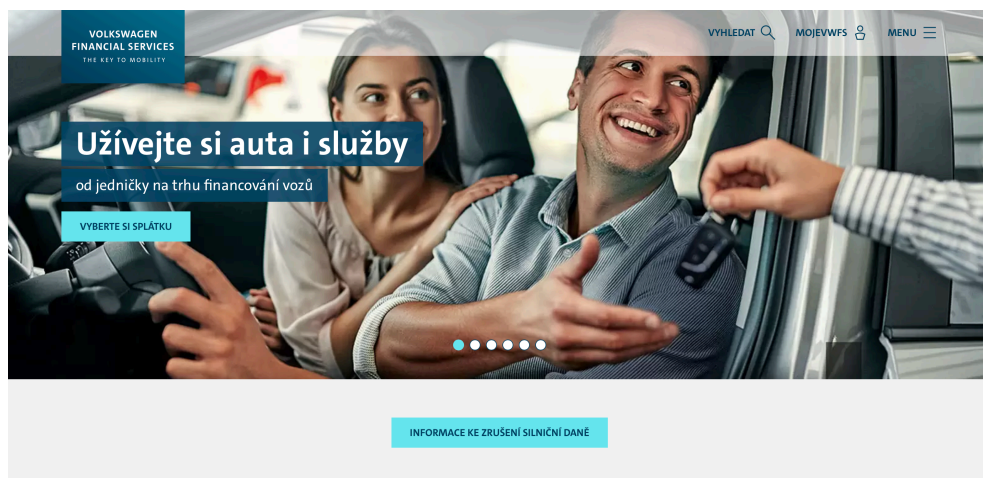 VOLKSWAGEN
FINANCIAL SERVICES
THE KEY TO MOBILITY
VYHLEDAT
MOJEVWFS
MENU
Užívejte si auta i služby
od jedničky na trhu financování vozů
VYBERTE SI SPLÁTKU
INFORMACE KE ZRUŠENÍ SILNIČNÍ DANĚ